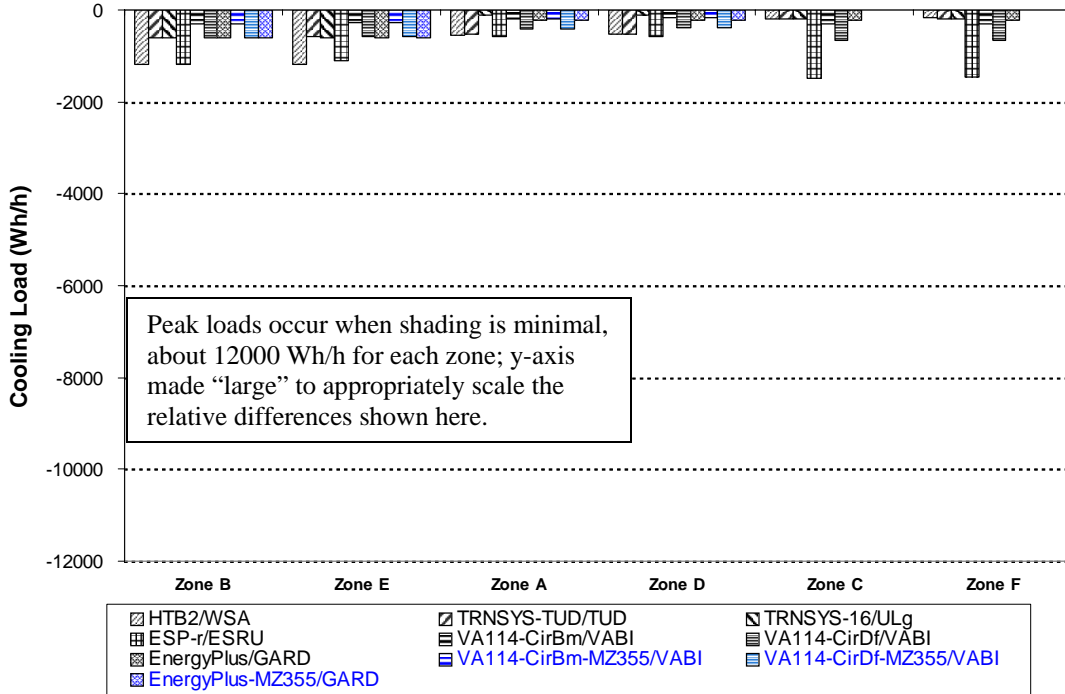 0
-2000
-4000
-6000
-8000
-10000
-12000
Cooling Load (Wh/h)
Peak loads occur when shading is minimal,
about 12000 Wh/h for each zone; y-axis
made “large” to appropriately scale the
relative differences shown here.
Zone B Zone E Zone A Zone D Zone C Zone F
HTB2/WSA TRNSYS-TUD/TUD TRNSYS-16/ULg
ESP-r/ESRU VA114-CirBm/VABI VA114-CirDf/VABI
EnergyPlus/GARD VA114-CirBm-MZ355/VABI VA114-CirDf-MZ355/VABI
EnergyPlus-MZ355/GARD